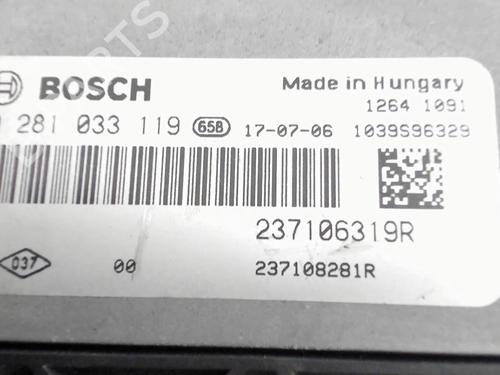 BOSCH
Made in Hungary
1264 1091
281 033 119 658 17-07-06 1039S96329
237106319R
037 00 237108281R